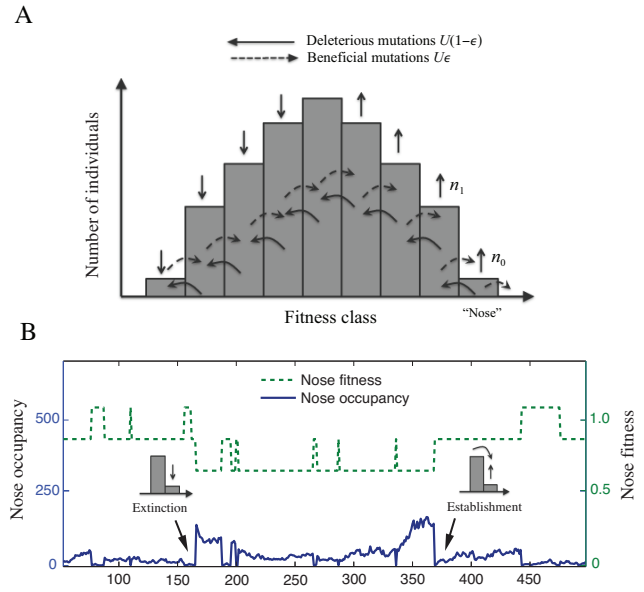 A
Deleterious mutations U(1−ϵ)
Beneficial mutations Uϵ
Number of individuals
n1
n0
Fitness class
“Nose”
B
Nose occupancy
Nose fitness
Nose fitness
Nose occupancy
500
250
0
1.0
0.5
0
Extinction
Establishment
100
150
200
250
300
350
400
450